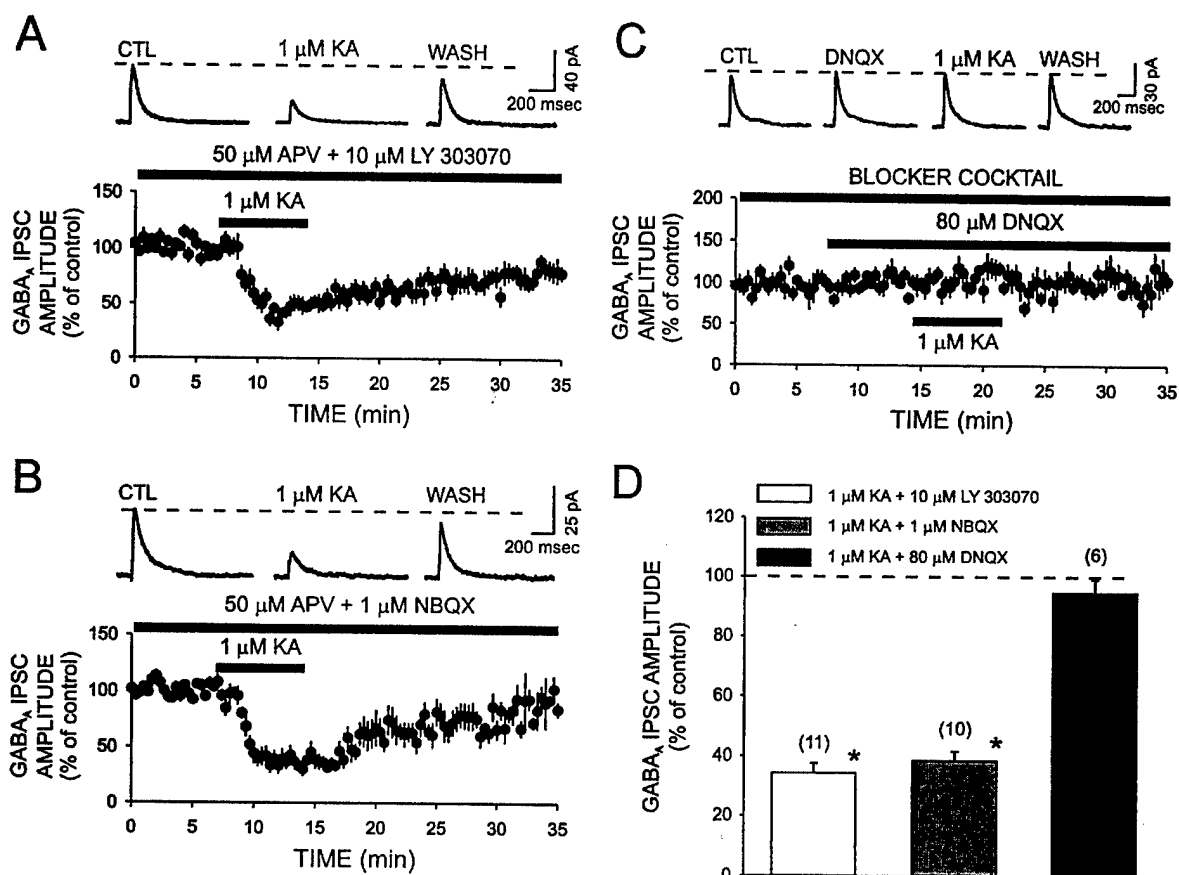 A
CTL
1 µM KA
WASH
40 pA
200 msec
50 µM APV + 10 µM LY 303070
1 µM KA
150
100
50
0
GABA_A IPSC
AMPLITUDE
(% of control)
0 5 10 15 20 25 30 35
TIME (min)
B
CTL
1 µM KA
WASH
25 pA
200 msec
50 µM APV + 1 µM NBQX
1 µM KA
150
100
50
0
GABA_A IPSC
AMPLITUDE
(% of control)
0 5 10 15 20 25 30 35
TIME (min)
C
CTL
DNQX
1 µM KA
WASH
30 pA
200 msec
BLOCKER COCKTAIL
80 µM DNQX
1 µM KA
200
150
100
50
0
GABA_A IPSC
AMPLITUDE
(% of control)
0 5 10 15 20 25 30 35
TIME (min)
D
1 µM KA + 10 µM LY 303070
1 µM KA + 1 µM NBQX
1 µM KA + 80 µM DNQX
120
100
80
60
40
20
0
GABA_A IPSC AMPLITUDE
(% of control)
(11)
*
(10)
*
(6)